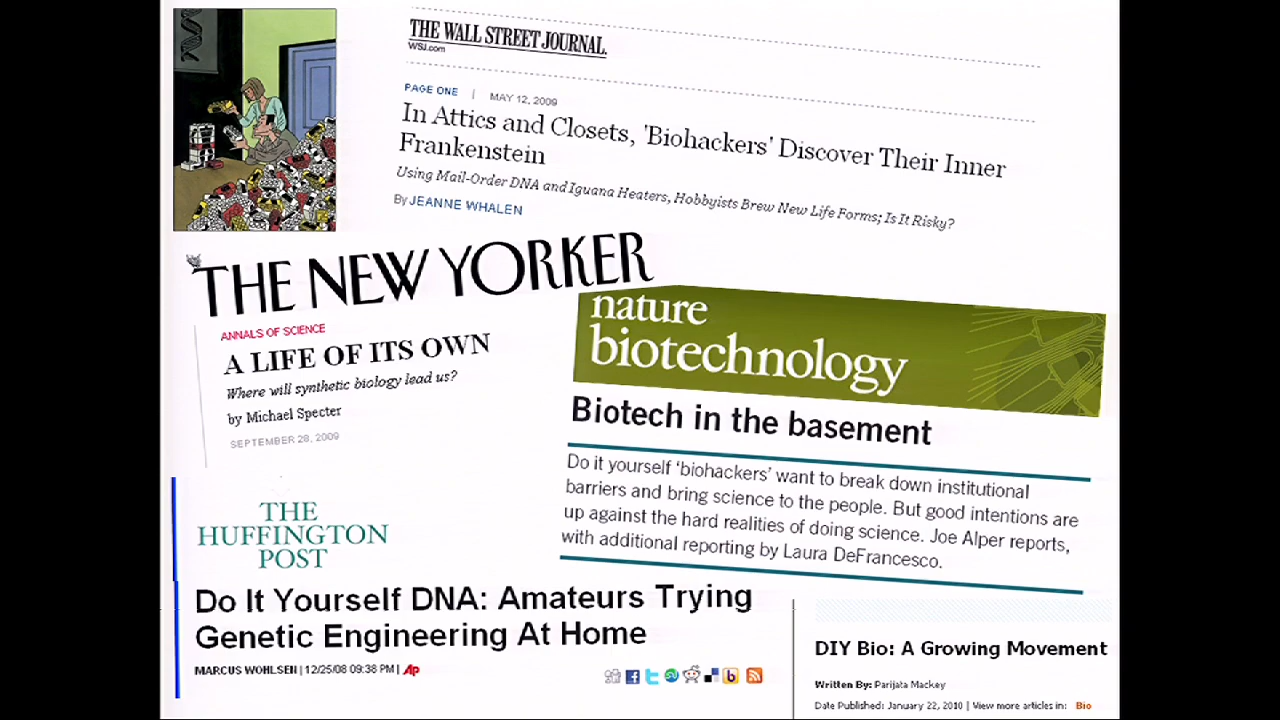 THE WALL STREET JOURNAL.
WSJ.com
PAGE ONE | MAY 12, 2009
In Attics and Closets, 'Biohackers' Discover Their Inner
Frankenstein
Using Mail-Order DNA and Iguana Heaters, Hobbyists Brew New Life Forms; Is It Risky?
By JEANNE WHALEN
THE NEW YORKER
ANNALS OF SCIENCE
A LIFE OF ITS OWN
Where will synthetic biology lead us?
by Michael Specter
SEPTEMBER 28, 2009
nature
biotechnology
Biotech in the basement
Do it yourself 'biohackers' want to break down institutional
barriers and bring science to the people. But good intentions are
up against the hard realities of doing science. Joe Alper reports,
with additional reporting by Laura DeFrancesco.
THE
HUFFINGTON
POST
Do It Yourself DNA: Amateurs Trying
Genetic Engineering At Home
MARCUS WOHLSEN | 12/25/08 09:38 PM | AP
DIY Bio: A Growing Movement
Written By: Parijata Mackey
Date Published: January 22, 2010 | View more articles in: Bio